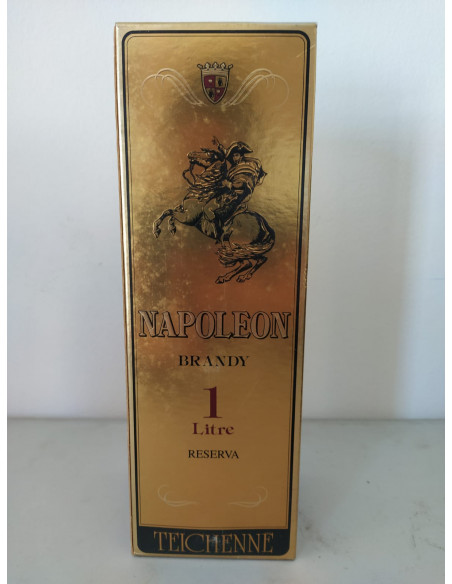 NAPOLEON
BRANDY
1
Litre
RESERVA
TEICHENNE